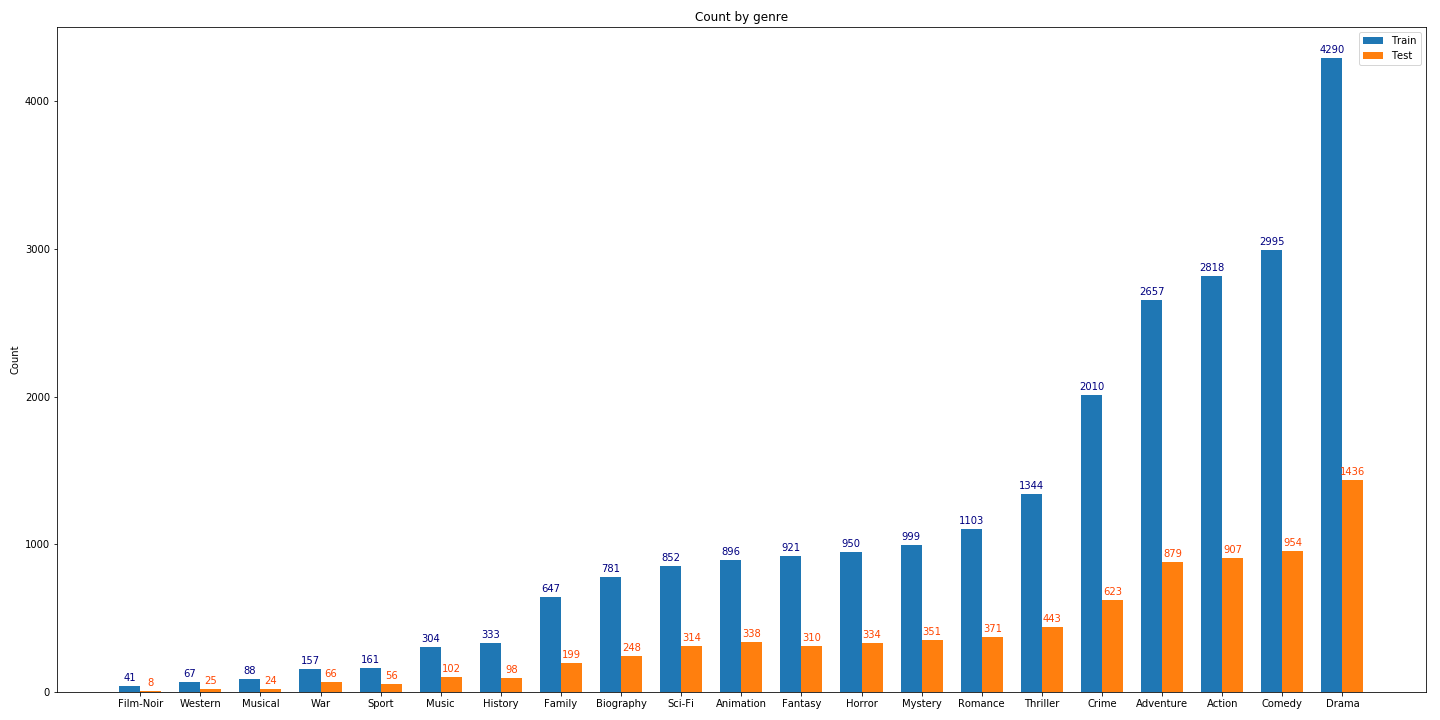 Count by genre
Train
Test
Count
4000
3000
2000
1000
0
41 8 67 25 88 24 157 66 161 56 304 102 333 98 647 199 781 248 852 314 896 338 921 310 950 334 999 351 1103 371 1344 443 2010 623 2657 879 2818 907 2995 954 4290 1436
Film-Noir Western Musical War Sport Music History Family Biography Sci-Fi Animation Fantasy Horror Mystery Romance Thriller Crime Adventure Action Comedy Drama